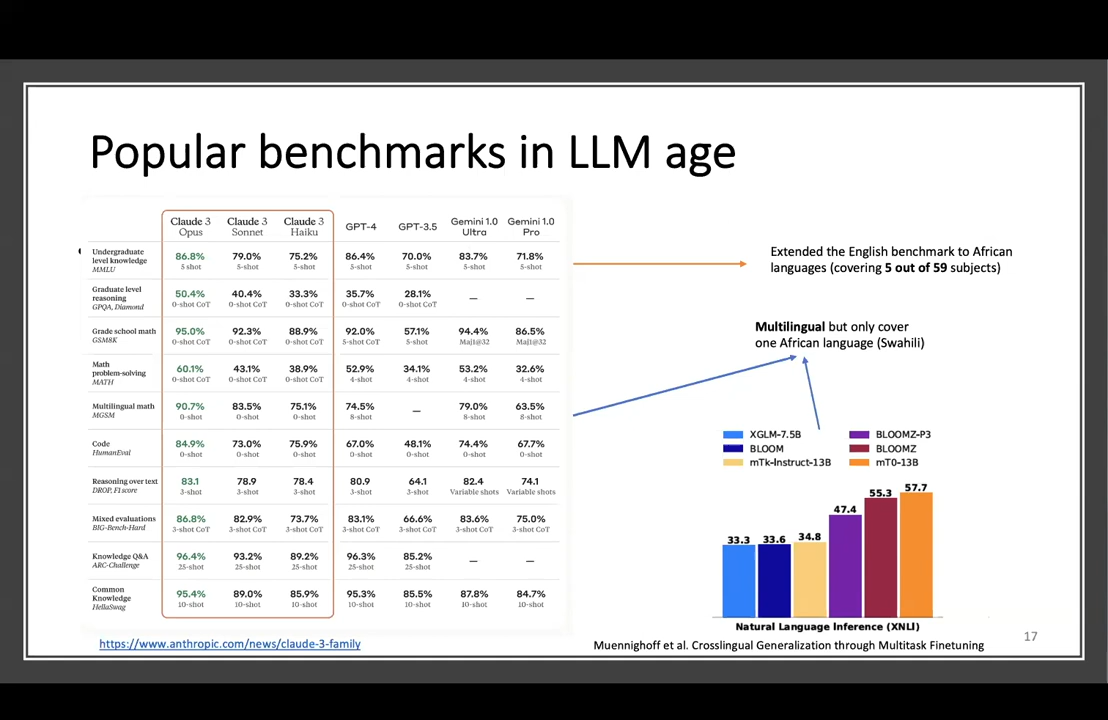 Popular benchmarks in LLM age
Claude 3 Opus Claude 3 Sonnet Claude 3 Haiku GPT-4 GPT-3.5 Gemini 1.0 Ultra Gemini 1.0 Pro
Undergraduate level knowledge MMLU 86.8% 79.0% 75.2% 86.4% 70.0% 83.7% 71.8%
5 shot 5-shot 5-shot 5-shot 5-shot 5-shot 5-shot
Graduate level reasoning GPQA, Diamond 50.4% 40.4% 33.3% 35.7% 28.1% — —
0-shot CoT 0-shot CoT 0-shot CoT 0-shot CoT 0-shot CoT
Grade school math GSM8K 95.0% 92.3% 88.9% 92.0% 57.1% 94.4% 86.5%
0-shot CoT 0-shot CoT 0-shot CoT 5-shot CoT 5-shot Maj1@32 Maj1@32
Math problem-solving MATH 60.1% 43.1% 38.9% 52.9% 34.1% 53.2% 32.6%
0-shot CoT 0-shot CoT 0-shot CoT 4-shot 4-shot 4-shot 4-shot
Multilingual math MGSM 90.7% 83.5% 75.1% 74.5% — 79.0% 63.5%
0-shot 0-shot 0-shot 8-shot 8-shot 8-shot
Code HumanEval 84.9% 73.0% 75.9% 67.0% 48.1% 74.4% 67.7%
0-shot 0-shot 0-shot 0-shot 0-shot 0-shot 0-shot
Reasoning over text DROP, F1 score 83.1 78.9 78.4 80.9 64.1 82.4 74.1
3-shot 3-shot 3-shot 3-shot 3-shot Variable shots Variable shots
Mixed evaluations BIG-Bench-Hard 86.8% 82.9% 73.7% 83.1% 66.6% 83.6% 75.0%
3-shot CoT 3-shot CoT 3-shot CoT 3-shot CoT 3-shot CoT 3-shot CoT 3-shot CoT
Knowledge Q&A ARC-Challenge 96.4% 93.2% 89.2% 96.3% 85.2% — —
25-shot 25-shot 25-shot 25-shot 25-shot
Common Knowledge HellaSwag 95.4% 89.0% 85.9% 95.3% 85.5% 87.8% 84.7%
10-shot 10-shot 10-shot 10-shot 10-shot 10-shot 10-shot
https://www.anthropic.com/news/claude-3-family
Extended the English benchmark to African
languages (covering 5 out of 59 subjects)
Multilingual but only cover
one African language (Swahili)
XGLM-7.5B BLOOMZ-P3
BLOOM BLOOMZ
mTk-Instruct-13B mT0-13B
33.3 33.6 34.8 47.4 55.3 57.7
Natural Language Inference (XNLI)
Muennighoff et al. Crosslingual Generalization through Multitask Finetuning
17